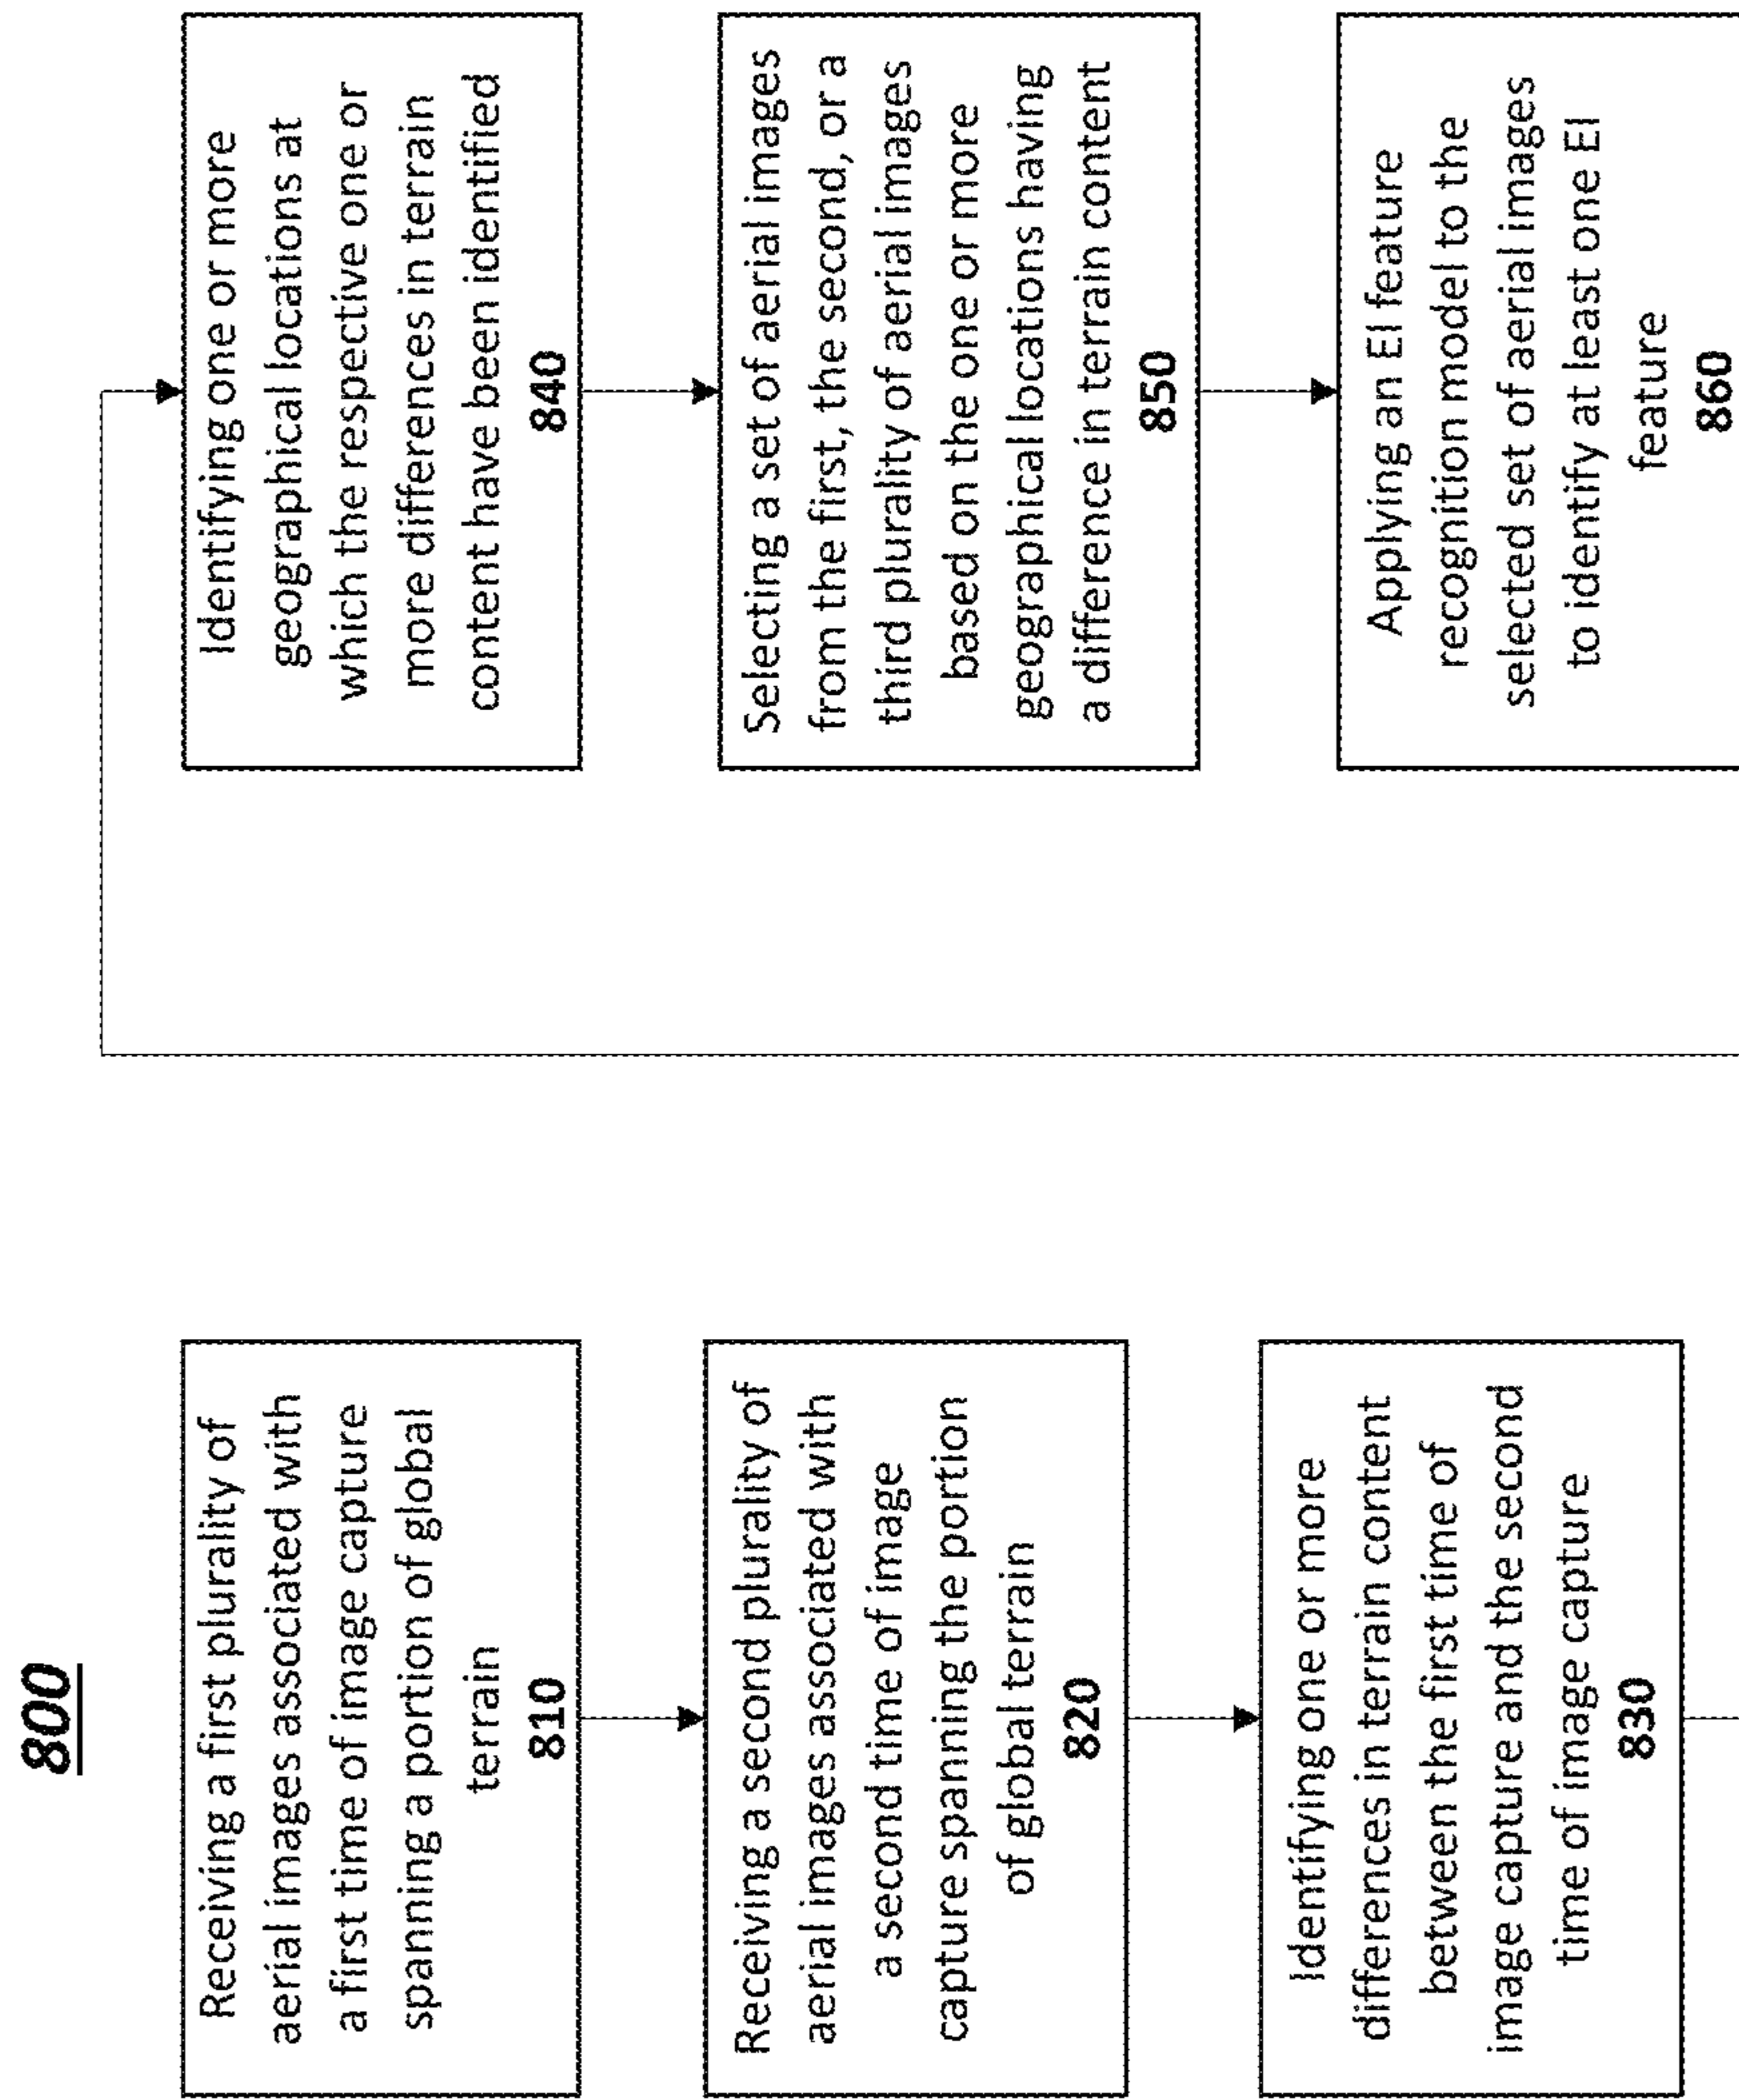 800
Receiving a first plurality of
aerial images associated with
a first time of image capture
spanning a portion of global
terrain
810
Receiving a second plurality of
aerial images associated with
a second time of image
capture spanning the portion
of global terrain
820
Identifying one or more
differences in terrain content
between the first time of
image capture and the second
time of image capture
830
Identifying one or more
geographical locations at
which the respective one or
more differences in terrain
content have been identified
840
Selecting a set of aerial images
from the first, the second, or a
third plurality of aerial images
based on the one or more
geographical locations having
a difference in terrain content
850
Applying an EI feature
recognition model to the
selected set of aerial images
to identify at least one EI
feature
860